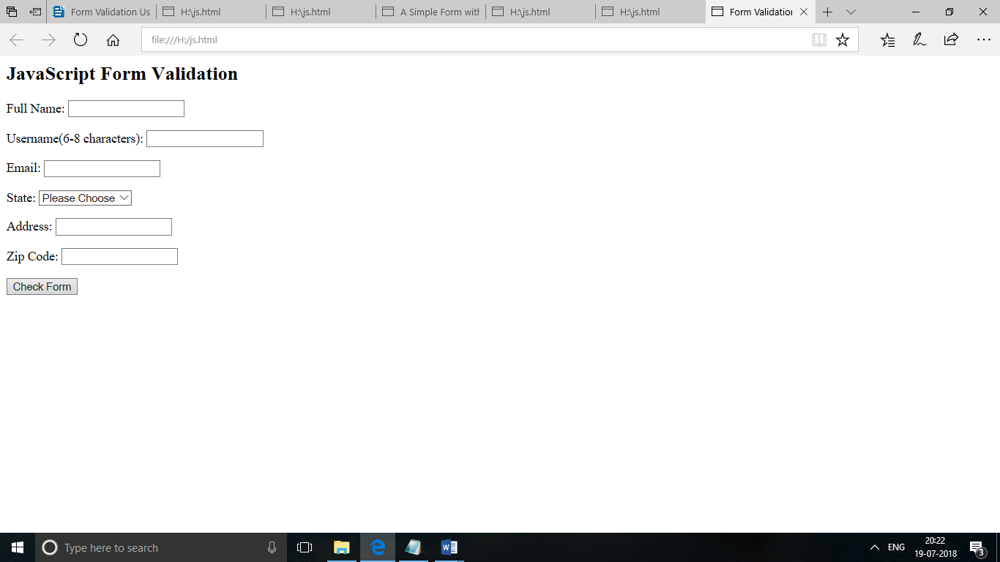 Form Validation Us
H:\js.html
H:\js.html
A Simple Form with
H:\js.html
H:\js.html
Form Validation
file:///H:/js.html
JavaScript Form Validation
Full Name:
Username(6-8 characters):
Email:
State: Please Choose
Address:
Zip Code:
Check Form
Type here to search
W
ENG
20:22
19-07-2018
3